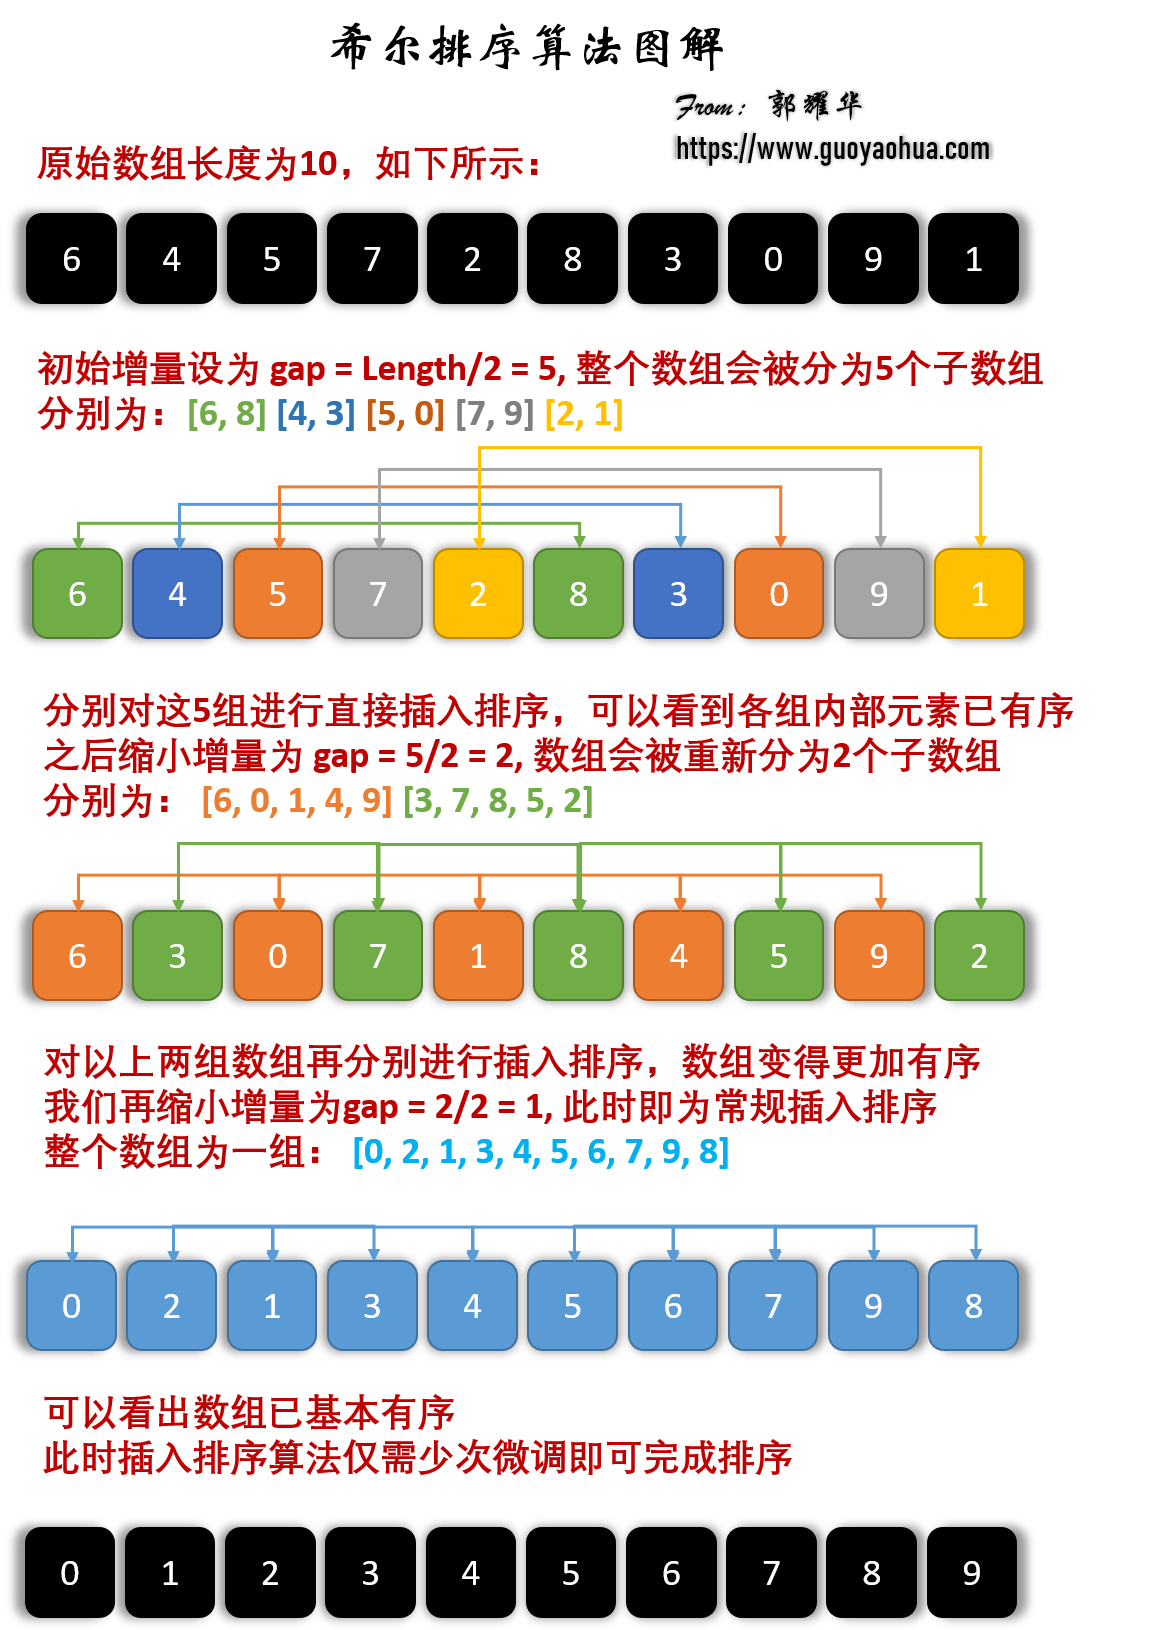 希尔排序算法图解
From：郭耀华
https://www.guoyaohua.com
原始数组长度为10，如下所示：
6 4 5 7 2 8 3 0 9 1
初始增量设为 gap = Length/2 = 5, 整个数组会被分为5个子数组
分别为：[6, 8] [4, 3] [5, 0] [7, 9] [2, 1]
6 4 5 7 2 8 3 0 9 1
分别对这5组进行直接插入排序，可以看到各组内部元素已有序
之后缩小增量为 gap = 5/2 = 2, 数组会被重新分为2个子数组
分别为： [6, 0, 1, 4, 9] [3, 7, 8, 5, 2]
6 3 0 7 1 8 4 5 9 2
对以上两组数组再分别进行插入排序，数组变得更加有序
我们再缩小增量为gap = 2/2 = 1, 此时即为常规插入排序
整个数组为一组： [0, 2, 1, 3, 4, 5, 6, 7, 9, 8]
0 2 1 3 4 5 6 7 9 8
可以看出数组已基本有序
此时插入排序算法仅需少次微调即可完成排序
0 1 2 3 4 5 6 7 8 9